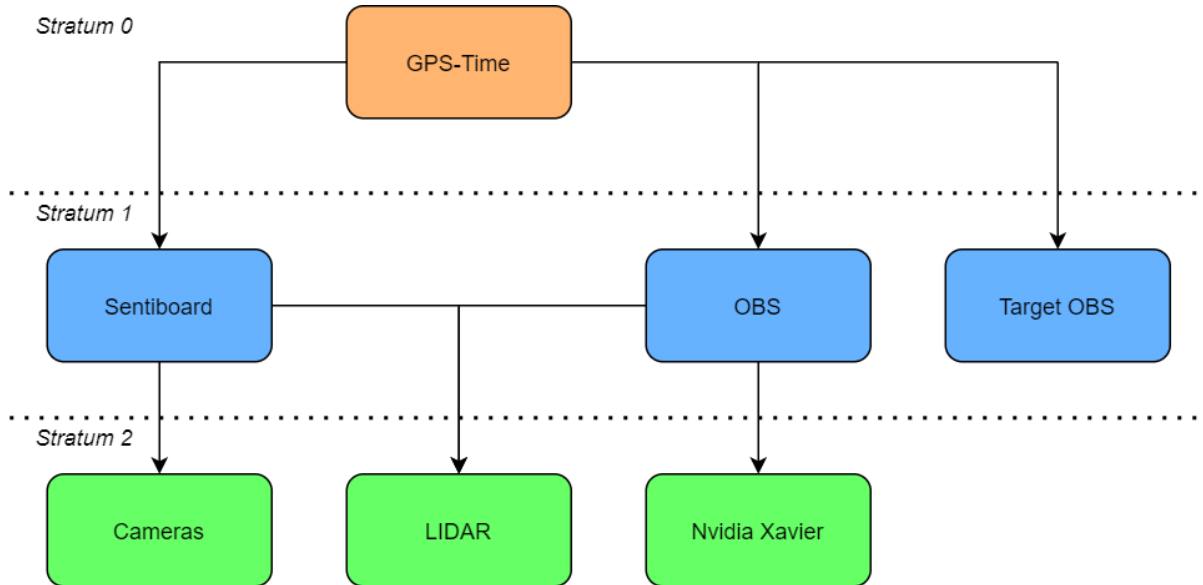 Stratum 0
GPS-Time
Stratum 1
Sentiboard
OBS
Target OBS
Stratum 2
Cameras
LIDAR
Nvidia Xavier